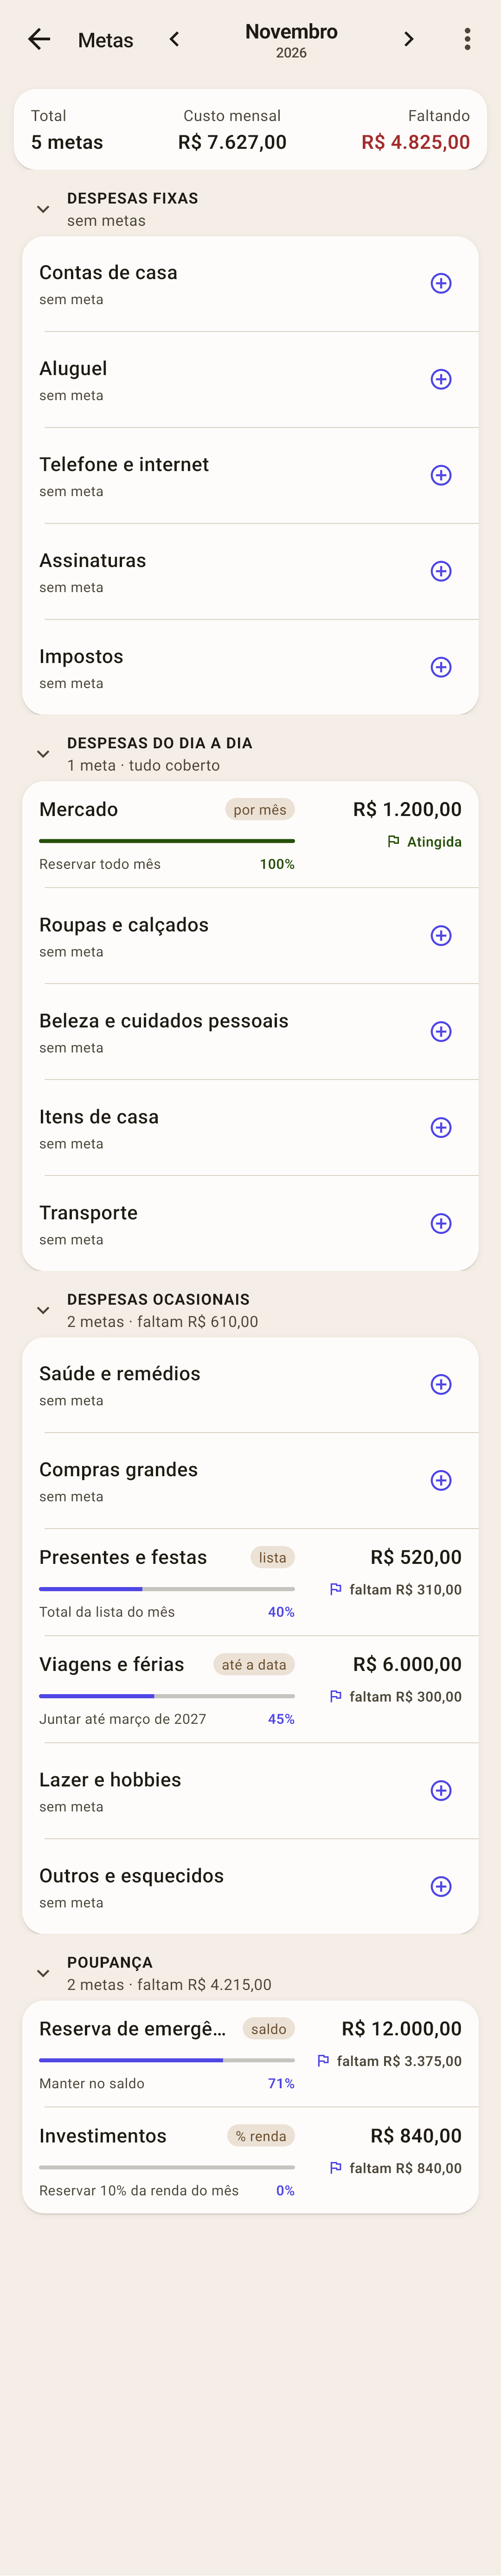 Metas
Novembro
2026
Total
Custo mensal
Faltando
5 metas
R$ 7.627,00
R$ 4.825,00
DESPESAS FIXAS
sem metas
Contas de casa
sem meta
Aluguel
sem meta
Telefone e internet
sem meta
Assinaturas
sem meta
Impostos
sem meta
DESPESAS DO DIA A DIA
1 meta · tudo coberto
Mercado
por mês
R$ 1.200,00
Atingida
Reservar todo mês
100%
Roupas e calçados
sem meta
Beleza e cuidados pessoais
sem meta
Itens de casa
sem meta
Transporte
sem meta
DESPESAS OCASIONAIS
2 metas · faltam R$ 610,00
Saúde e remédios
sem meta
Compras grandes
sem meta
Presentes e festas
lista
R$ 520,00
faltam R$ 310,00
Total da lista do mês
40%
Viagens e férias
até a data
R$ 6.000,00
faltam R$ 300,00
Juntar até março de 2027
45%
Lazer e hobbies
sem meta
Outros e esquecidos
sem meta
POUPANÇA
2 metas · faltam R$ 4.215,00
Reserva de emergê...
saldo
R$ 12.000,00
faltam R$ 3.375,00
Manter no saldo
71%
Investimentos
% renda
R$ 840,00
faltam R$ 840,00
Reservar 10% da renda do mês
0%